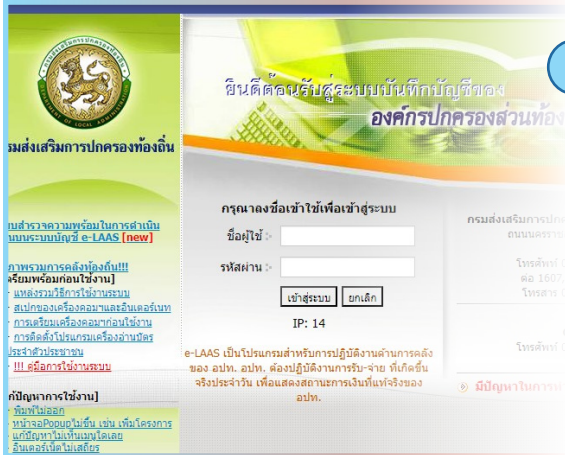 DEPARTMENT OF LOCAL ADMINISTRATION
รมส่งเสริมการปกครองท้องถิ่น
บบสำรวจความพร้อมในการดำเนิน
นบนระบบบัญชี e-LAAS [new]
ภาพรวมการคลังท้องถิ่น!!!
ตรียมพร้อมก่อนใช้งาน]
แหล่งรวมวิธีการใช้งานระบบ
สเปกของเครื่องคอมฯและอินเตอร์เนท
การเตรียมเครื่องคอมฯก่อนใช้งาน
การติดตั้งโปรแกรมเครื่องอ่านบัตร
ประจำตัวประชาชน
!!! คู่มือการใช้งานระบบ
ก้ปัญหาการใช้งาน]
พิมพ์ไม่ออก
หน้าจอPopupไม่ขึ้น เช่น เพิ่มโครงการ
แก้ปัญหาไม่เห็นเมนูใดเลย
อินเตอร์เน็ตไม่เสถียร
ยินดีต้อนรับสู่ระบบบันทึกบัญชีของ
องค์กรปกครองส่วนท้อง
กรุณาลงชื่อเข้าใช้เพื่อเข้าสู่ระบบ
ชื่อผู้ใช้ :-
รหัสผ่าน :-
เข้าสู่ระบบ ยกเลิก
IP: 14
e-LAAS เป็นโปรแกรมสำหรับการปฏิบัติงานด้านการคลัง
ของ อปท. อปท. ต้องปฏิบัติงานการรับ-จ่าย ที่เกิดขึ้น
จริงประจำวัน เพื่อแสดงสถานะการเงินที่แท้จริงของ
อปท.
กรมส่งเสริมการปก
ถนนนครรา
โทรศัพท์
ต่อ 1607,
โทรสาร
โทรศัพท์
มีปัญหาในการ